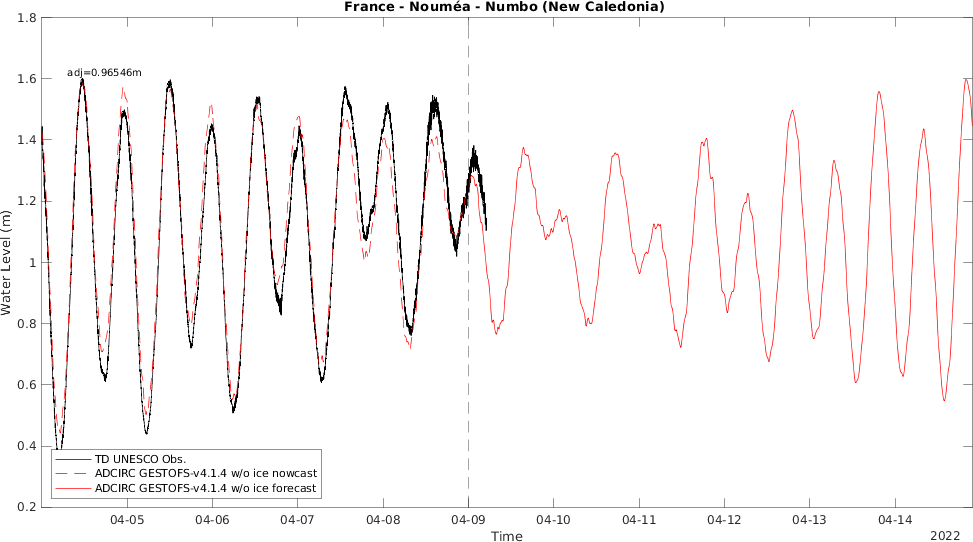 France - Nouméa - Numbo (New Caledonia)
adj=0.96546m
Water Level (m)
1.8
1.6
1.4
1.2
1
0.8
0.6
0.4
0.2
TD UNESCO Obs.
ADCIRC GESTOFS-v4.1.4 w/o ice nowcast
ADCIRC GESTOFS-v4.1.4 w/o ice forecast
04-05 04-06 04-07 04-08 04-09 04-10 04-11 04-12 04-13 04-14
Time
2022